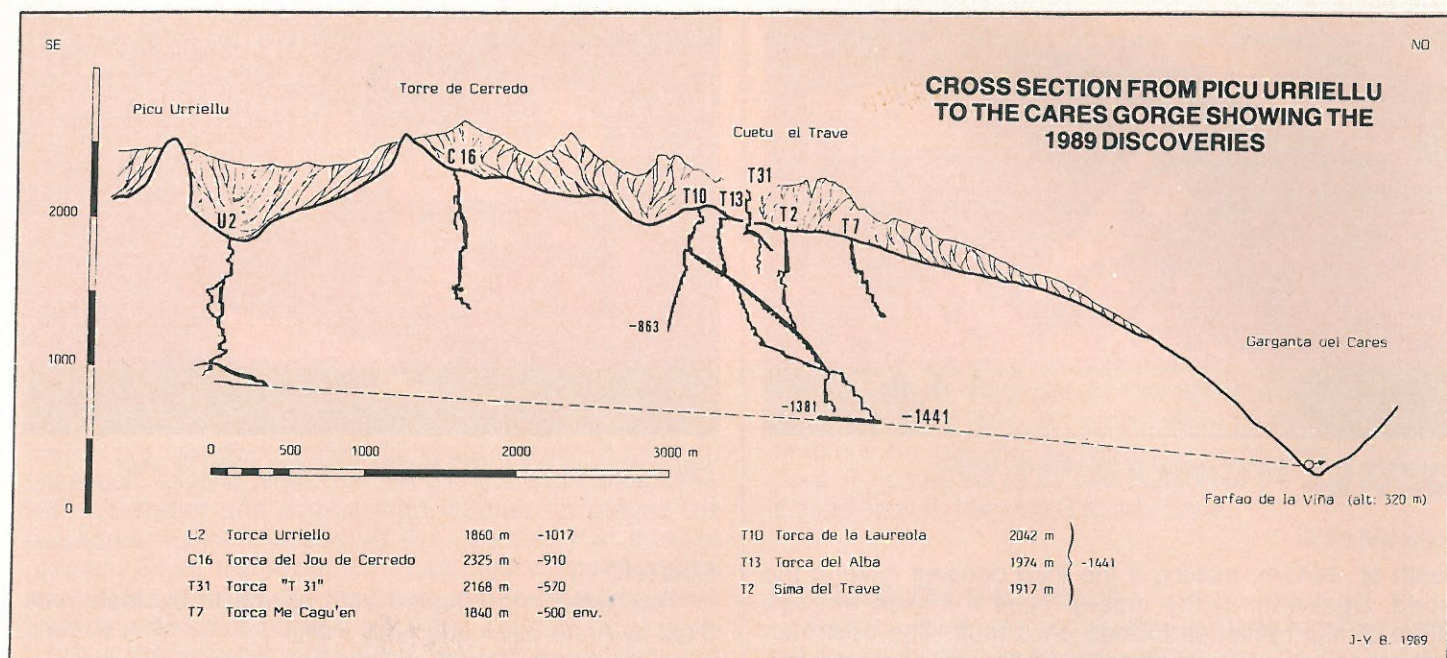 SE
NO
CROSS SECTION FROM PICU URRIELLU
TO THE CARES GORGE SHOWING THE
1989 DISCOVERIES
Picu Urriellu
Torre de Cerredo
Cuetu el Trave
C 16
T31
T10
T13
T2
T7
U2
2000
-863
1000
Garganta del Cares
-1381
-1441
0
0
500
1000
2000
3000 m
Farfao de la Viña (alt: 320 m)
U2 Torca Urriello 1860 m -1017
C16 Torca del Jou de Cerredo 2325 m -910
T31 Torca "T 31" 2168 m -570
T7 Torca Me Cagu'en 1840 m -500 env.
T10 Torca de la Laureola 2042 m
T13 Torca del Alba 1974 m -1441
T2 Sima del Trave 1917 m
J-Y B. 1989